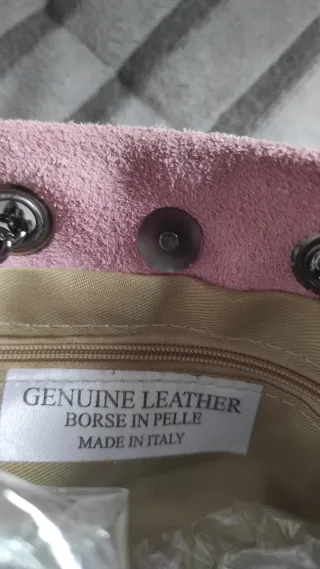 GENUINE LEATHER
BORSE IN PELLE
MADE IN ITALY